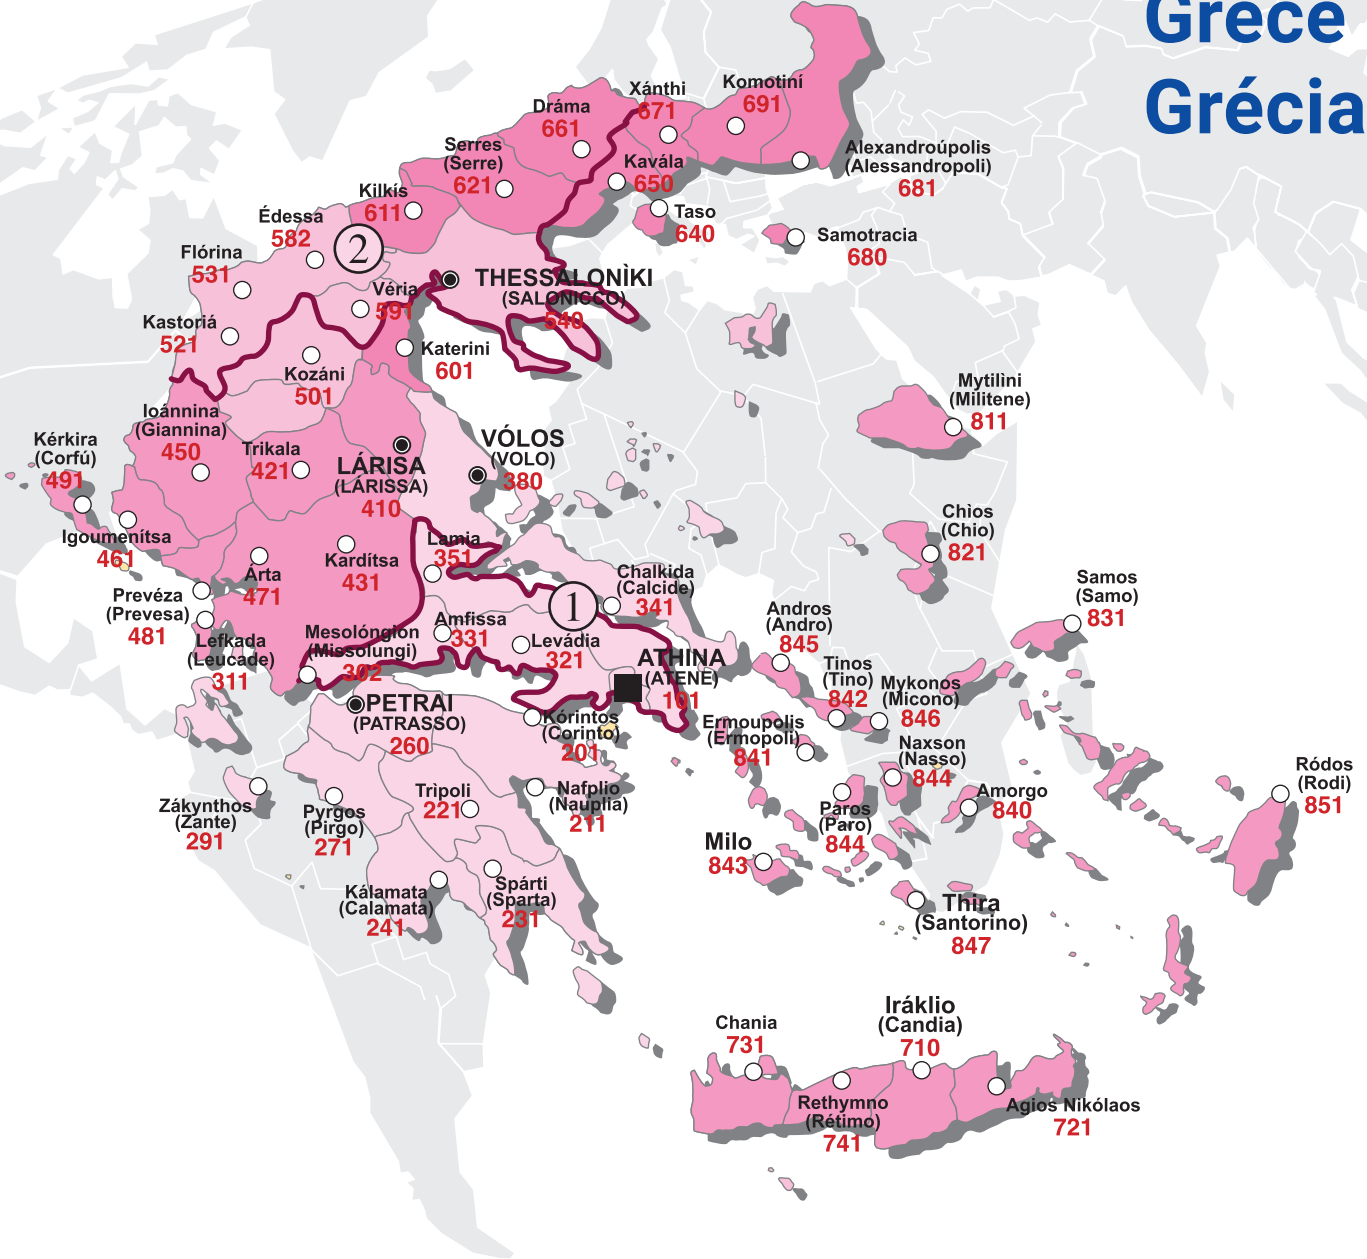 Grèce
Grécia
Xánthi
671
Komotiní
691
Dráma
661
Serres
(Serre)
621
Kavála
650
Alexandroúpolis
(Alessandropoli)
681
Kilkís
611
Taso
640
Samotracia
680
Édessa
582
2
Flórina
531
Véria
591
THESSALONÌKI
(SALONICCO)
540
Kastoriá
521
Katerini
601
Kozáni
501
Mytilìni
(Militene)
811
Ioánnina
(Giannina)
450
Kérkira
(Corfú)
491
Trikala
421
LÁRISA
(LÁRISSA)
410
VÓLOS
(VOLO)
380
Igoumenítsa
461
Chìos
(Chio)
821
Lamia
351
Kardítsa
431
Árta
471
Prevéza
(Prevesa)
481
Chalkida
(Calcide)
341
1
Samos
(Samo)
831
Lefkada
(Leucade)
311
Mesolóngion
(Missolungi)
302
Amfissa
331
Levádia
321
Andros
(Andro)
845
ATHINA
(ATENE)
101
Tinos
(Tino)
842
Mykonos
(Micono)
846
PETRAI
(PATRASSO)
260
Kórintos
(Corinto)
201
Ermoupolis
(Ermopoli)
841
Naxson
(Nasso)
844
Ródos
(Rodi)
851
Zákynthos
(Zante)
291
Pyrgos
(Pirgo)
271
Trìpoli
221
Nafplio
(Nauplia)
211
Paros
(Paro)
844
Amorgo
840
Milo
843
Kálamata
(Calamata)
241
Spárti
(Sparta)
231
Thira
(Santorino)
847
Chania
731
Iráklio
(Candia)
710
Rethymno
(Rétimo)
741
Agios Nikólaos
721